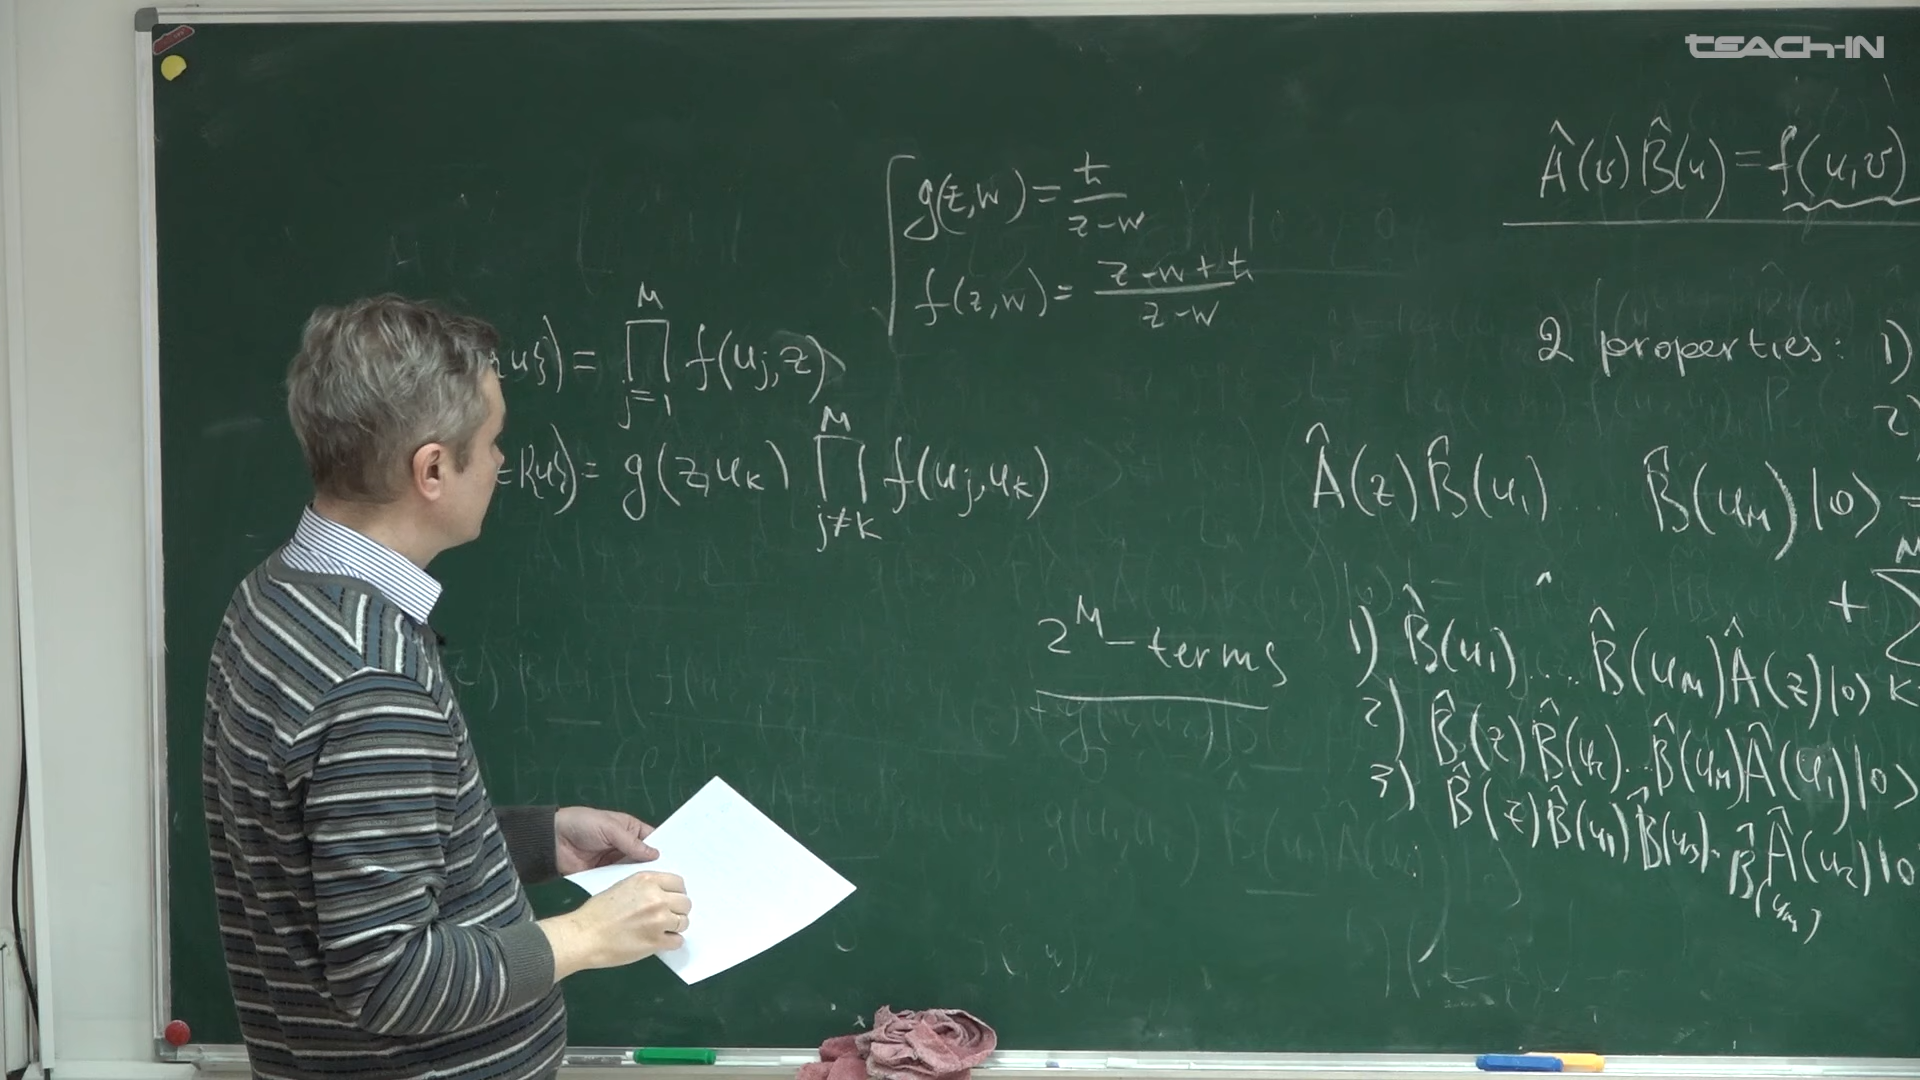 TEACH-IN
g(z,w) = ħ / (z-w)
f(z,w) = (z-w+ħ) / (z-w)
Â(v)B̂(u) = f(u,v)
{u}) = ∏_{j=1}^{M} f(u_j, z)
{u}) = g(z,u_k) ∏_{j≠k}^{M} f(u_j, u_k)
2 properties: 1)
2)
Â(z)B̂(u_1) .... B̂(u_M)|0> =
+ ∑
2^M - terms
1) B̂(u_1) .... B̂(u_M)Â(z)|0>
2) B̂(z)B̂(u_2)...B̂(u_M)Â(u_1)|0>
3) B̂(z)B̂(u_1)B̂(u_3)..B̂(u_M)Â(u_2)|0